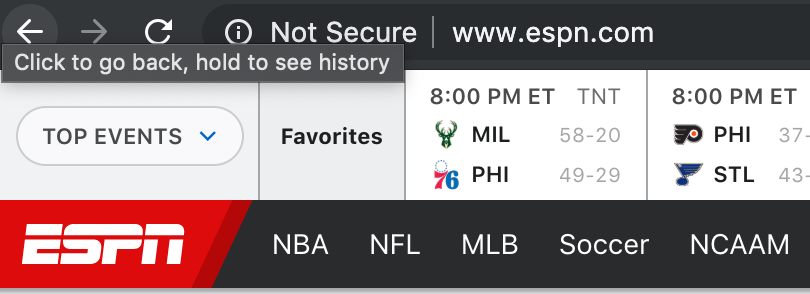 Not Secure | www.espn.com
Click to go back, hold to see history
TOP EVENTS
Favorites
8:00 PM ET TNT
MIL 58-20
PHI 49-29
8:00 PM ET
PHI 37-
STL 43-
ESPN
NBA NFL MLB Soccer NCAAM